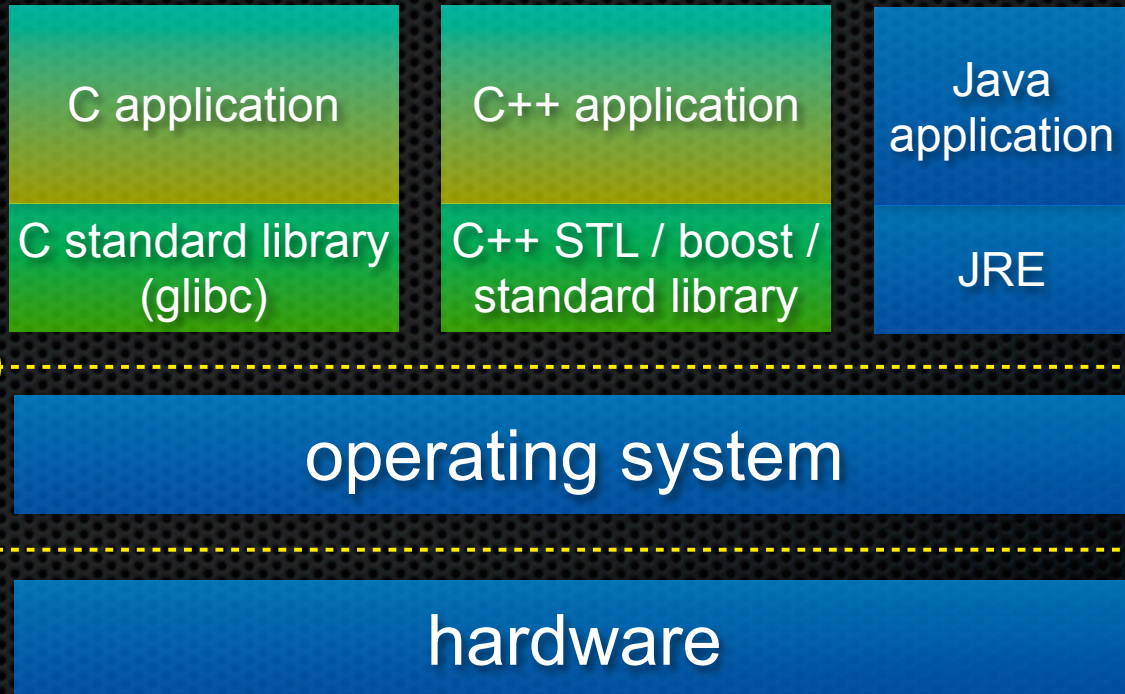 C application
C++ application
Java
application
C standard library
(glibc)
C++ STL / boost /
standard library
JRE
operating system
hardware